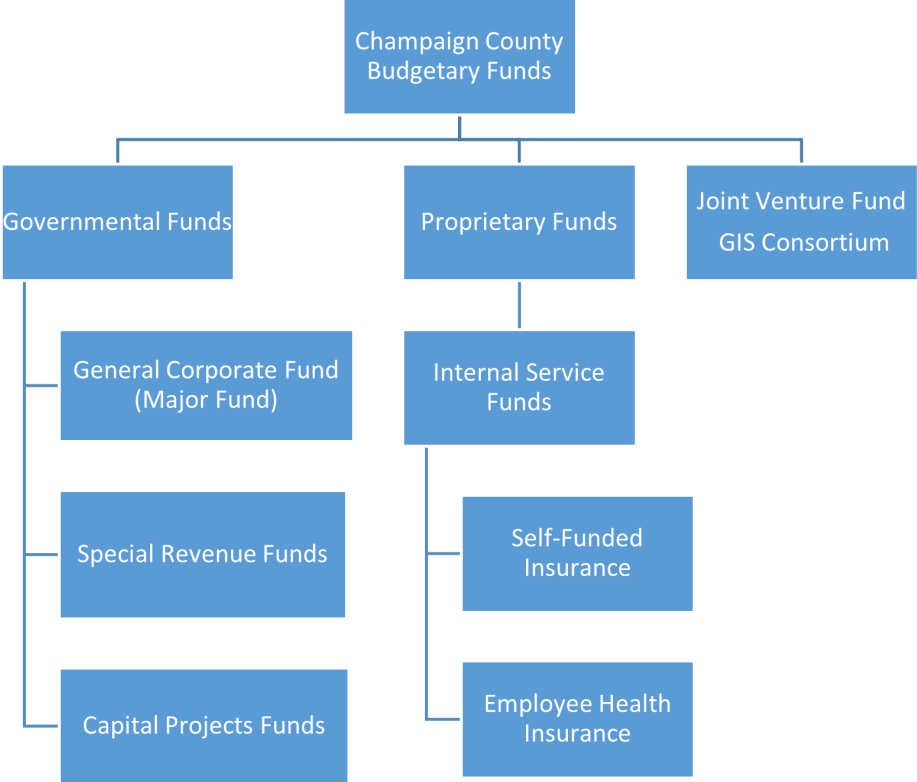 Champaign County
Budgetary Funds
Governmental Funds
Proprietary Funds
Joint Venture Fund
GIS Consortium
General Corporate Fund
(Major Fund)
Internal Service
Funds
Special Revenue Funds
Self-Funded
Insurance
Capital Projects Funds
Employee Health
Insurance